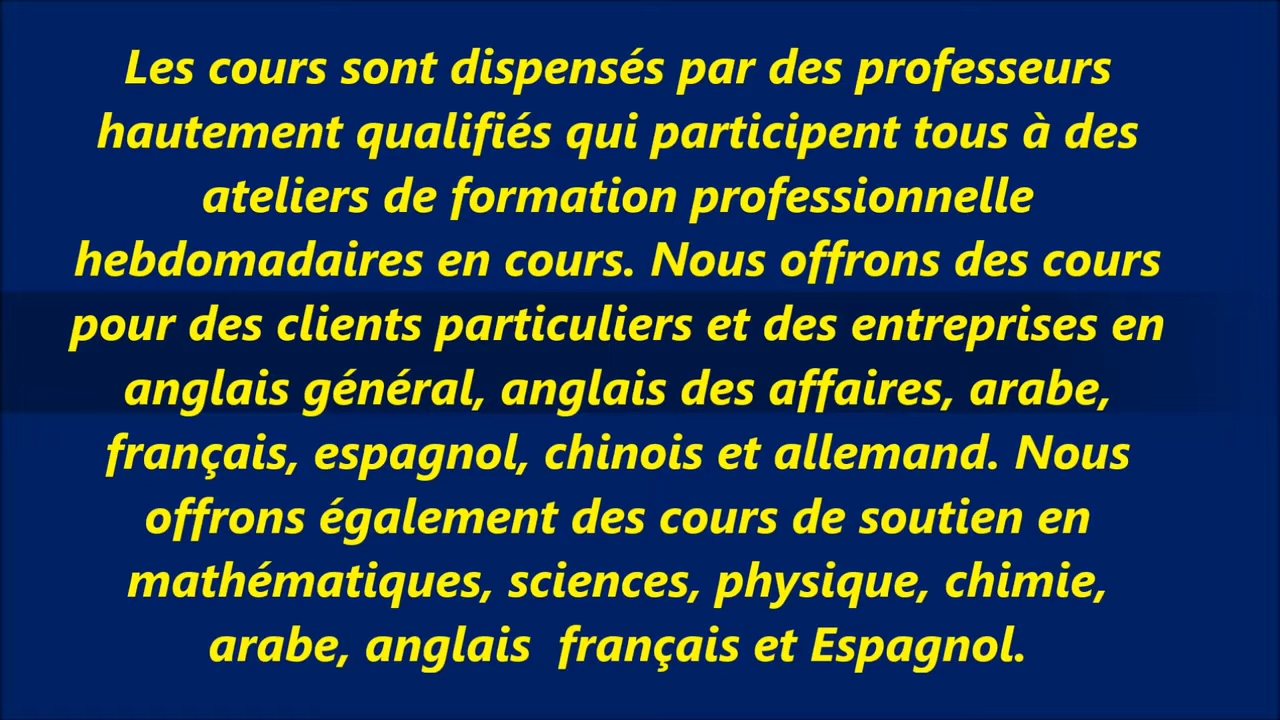 Les cours sont dispensés par des professeurs
hautement qualifiés qui participent tous à des
ateliers de formation professionnelle
hebdomadaires en cours. Nous offrons des cours
pour des clients particuliers et des entreprises en
anglais général, anglais des affaires, arabe,
français, espagnol, chinois et allemand. Nous
offrons également des cours de soutien en
mathématiques, sciences, physique, chimie,
arabe, anglais  français et Espagnol.